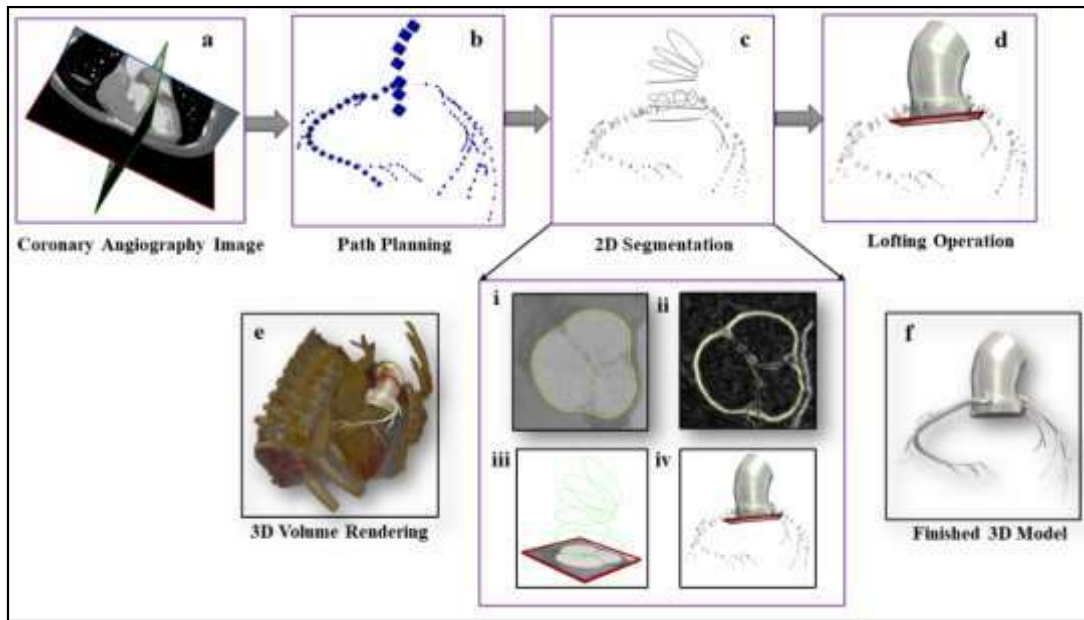 a
b
c
d
Coronary Angiography Image
Path Planning
2D Segmentation
Lofting Operation
e
i
ii
f
iii
iv
3D Volume Rendering
Finished 3D Model